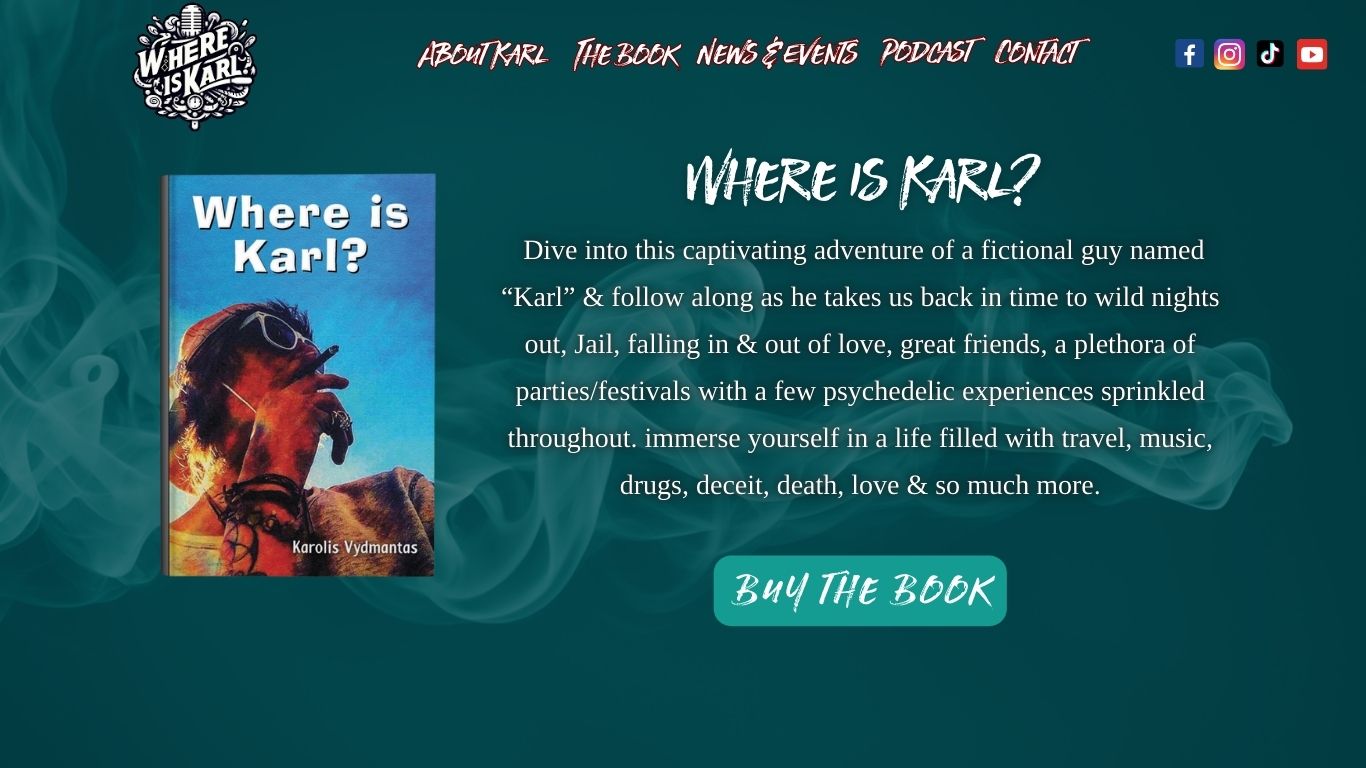 WHERE
IS KARL?
ABOUT KARL THE BOOK NEWS & EVENTS PODCAST CONTACT
WHERE IS KARL?
Where is
Karl?
Karolis Vydmantas
Dive into this captivating adventure of a fictional guy named
“Karl” & follow along as he takes us back in time to wild nights
out, Jail, falling in & out of love, great friends, a plethora of
parties/festivals with a few psychedelic experiences sprinkled
throughout. immerse yourself in a life filled with travel, music,
drugs, deceit, death, love & so much more.
BUY THE BOOK